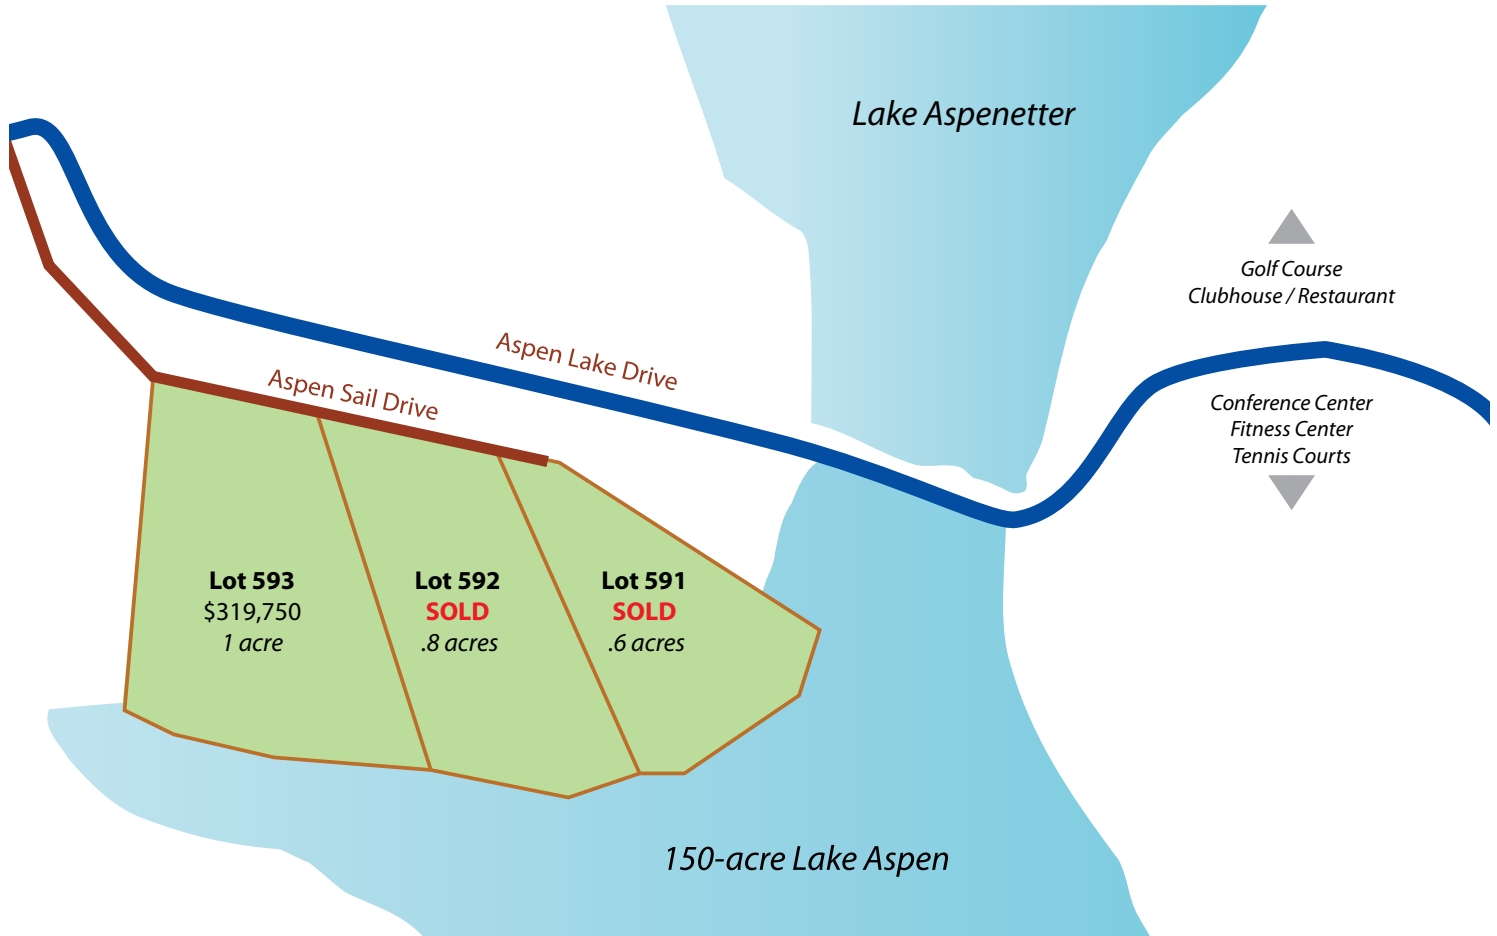 Lake Aspenetter
Golf Course
Clubhouse / Restaurant
Aspen Lake Drive
Aspen Sail Drive
Conference Center
Fitness Center
Tennis Courts
Lot 593
$319,750
1 acre
Lot 592
SOLD
.8 acres
Lot 591
SOLD
.6 acres
150-acre Lake Aspen